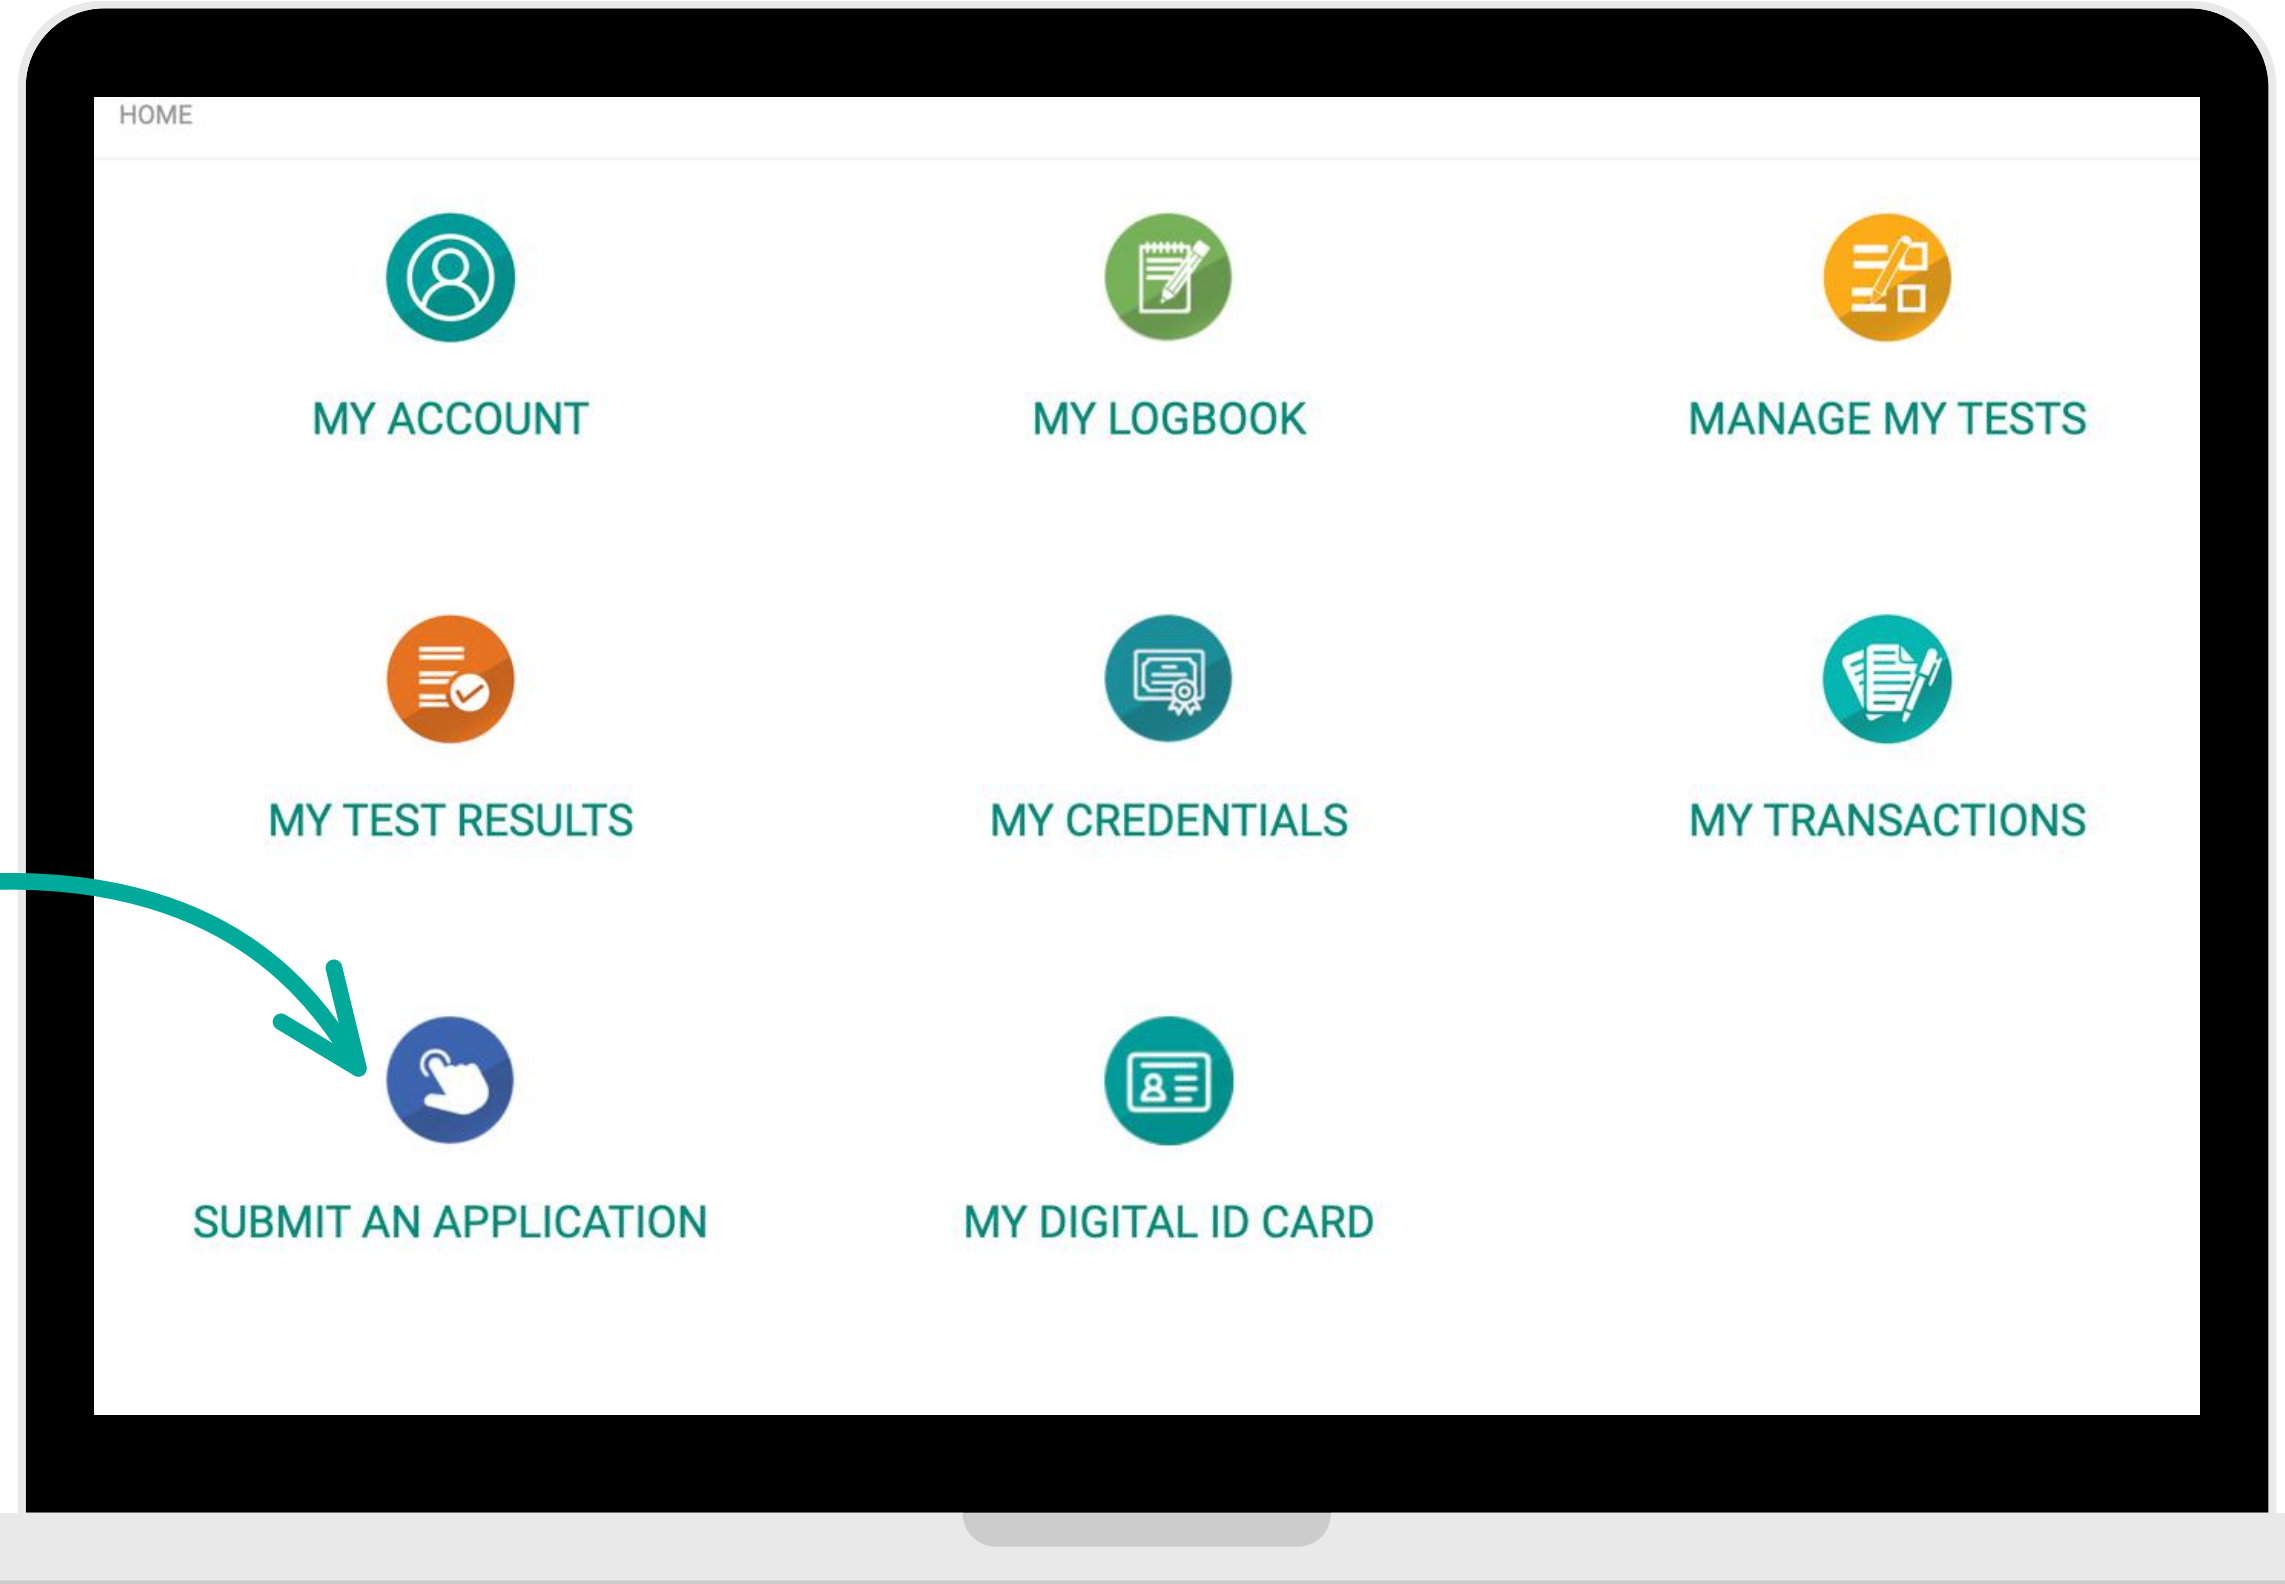 HOME
MY ACCOUNT
MY LOGBOOK
MANAGE MY TESTS
MY TEST RESULTS
MY CREDENTIALS
MY TRANSACTIONS
SUBMIT AN APPLICATION
MY DIGITAL ID CARD